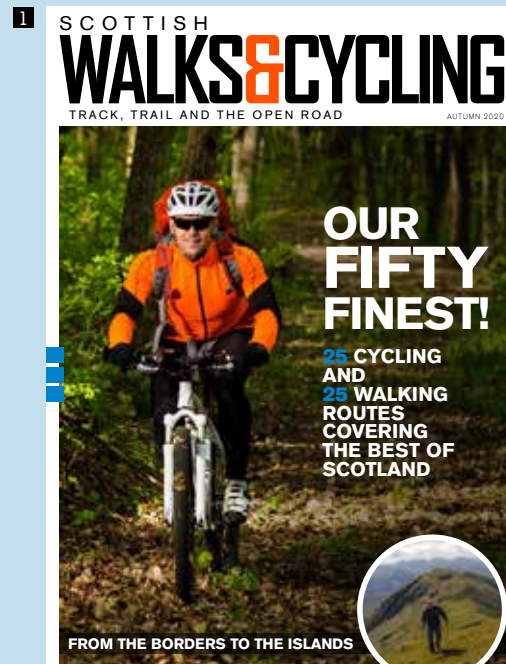 1
SCOTTISH
WALKS&CYCLING
TRACK, TRAIL AND THE OPEN ROAD
AUTUMN 2020
OUR
FIFTY
FINEST!
25 CYCLING
AND
25 WALKING
ROUTES
COVERING
THE BEST OF
SCOTLAND
FROM THE BORDERS TO THE ISLANDS